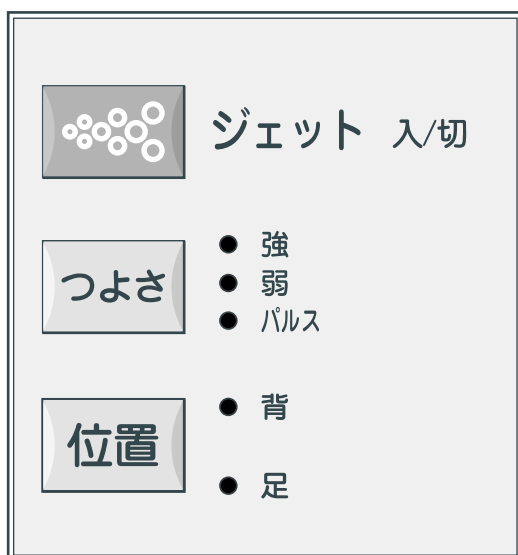 ジェット 入/切
つよさ
強
弱
パルス
位置
背
足